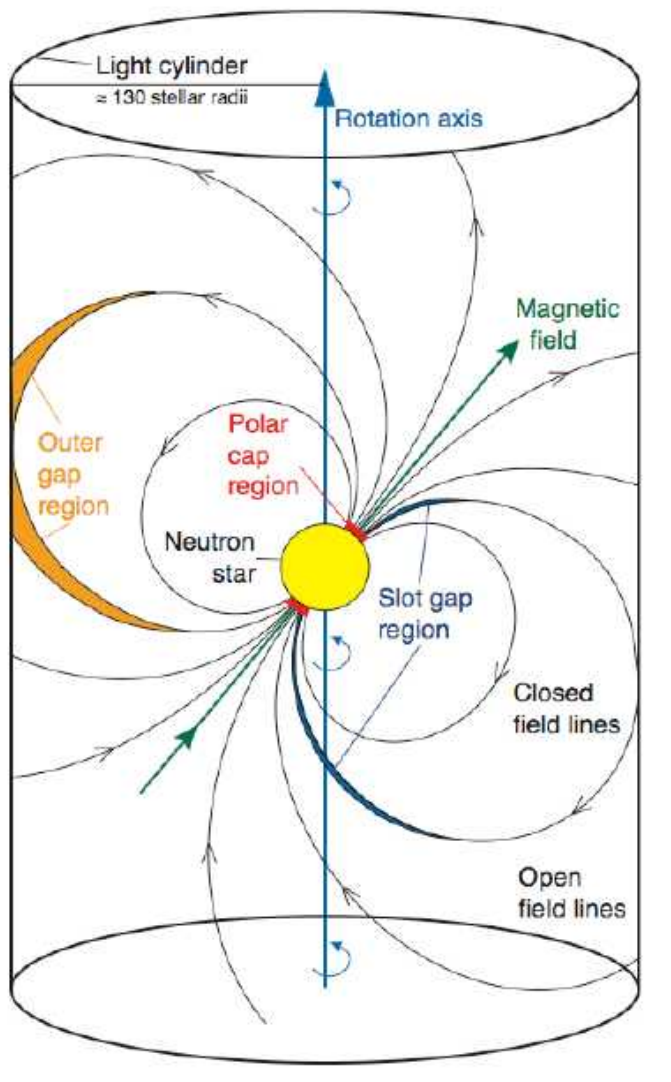 Light cylinder
≈ 130 stellar radii
Rotation axis
Magnetic
field
Polar
cap
region
Outer
gap
region
Neutron
star
Slot gap
region
Closed
field lines
Open
field lines